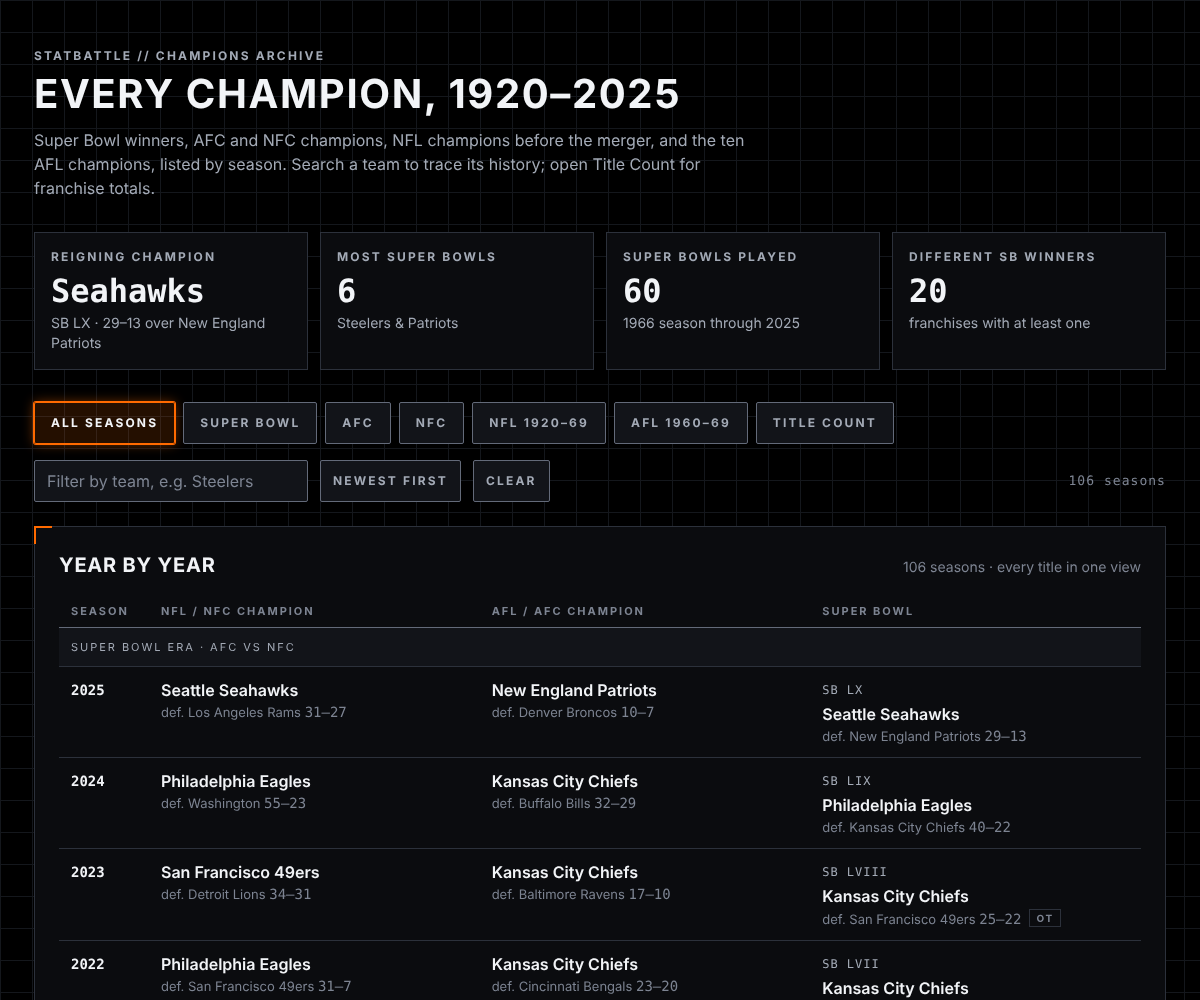 STATBATTLE // CHAMPIONS ARCHIVE
EVERY CHAMPION, 1920–2025
Super Bowl winners, AFC and NFC champions, NFL champions before the merger, and the ten
AFL champions, listed by season. Search a team to trace its history; open Title Count for
franchise totals.
REIGNING CHAMPION
Seahawks
SB LX · 29–13 over New England
Patriots
MOST SUPER BOWLS
6
Steelers & Patriots
SUPER BOWLS PLAYED
60
1966 season through 2025
DIFFERENT SB WINNERS
20
franchises with at least one
ALL SEASONS
SUPER BOWL
AFC
NFC
NFL 1920–69
AFL 1960–69
TITLE COUNT
Filter by team, e.g. Steelers
NEWEST FIRST
CLEAR
106 seasons
YEAR BY YEAR
106 seasons · every title in one view
SEASON
NFL / NFC CHAMPION
AFL / AFC CHAMPION
SUPER BOWL
SUPER BOWL ERA · AFC VS NFC
2025
Seattle Seahawks
def. Los Angeles Rams 31–27
New England Patriots
def. Denver Broncos 10–7
SB LX
Seattle Seahawks
def. New England Patriots 29–13
2024
Philadelphia Eagles
def. Washington 55–23
Kansas City Chiefs
def. Buffalo Bills 32–29
SB LIX
Philadelphia Eagles
def. Kansas City Chiefs 40–22
2023
San Francisco 49ers
def. Detroit Lions 34–31
Kansas City Chiefs
def. Baltimore Ravens 17–10
SB LVIII
Kansas City Chiefs
def. San Francisco 49ers 25–22 OT
2022
Philadelphia Eagles
def. San Francisco 49ers 31–7
Kansas City Chiefs
def. Cincinnati Bengals 23–20
SB LVII
Kansas City Chiefs